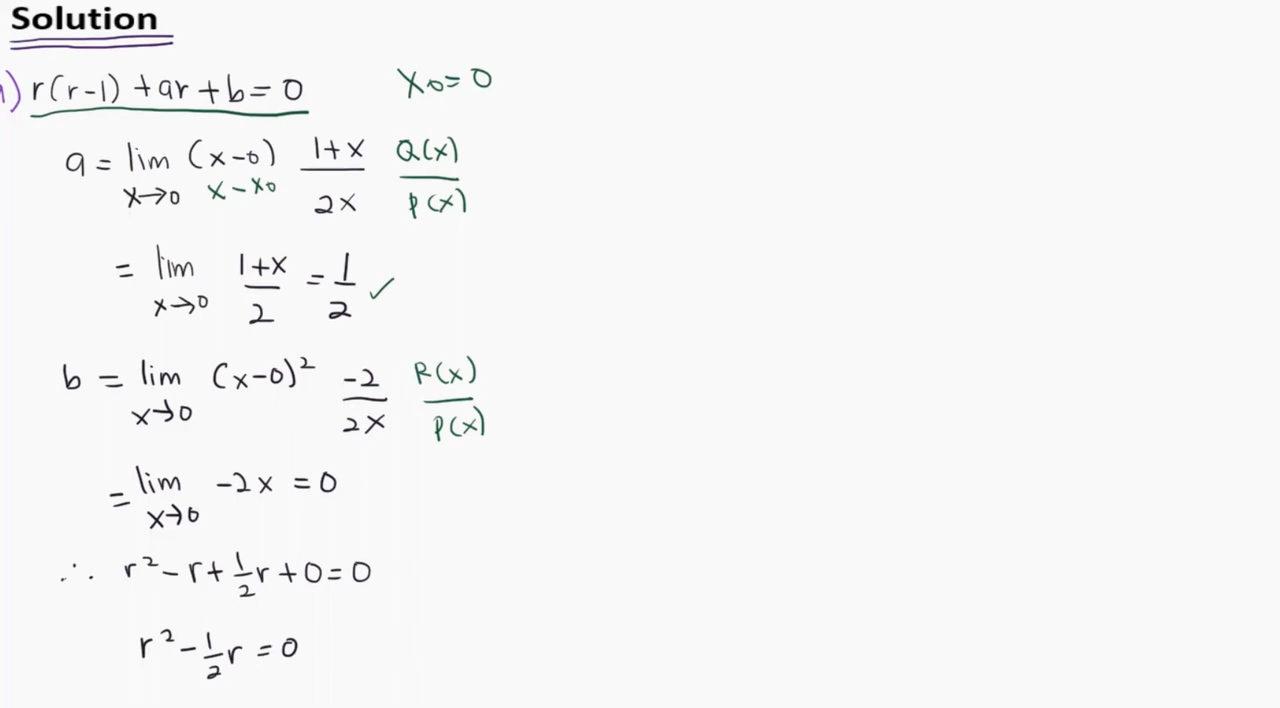 Solution
a) r(r-1) + ar + b = 0 x₀ = 0
a = lim x→0 (x-0) (1+x)/(2x) Q(x)/P(x)
x - x₀
= lim x→0 (1+x)/2 = 1/2 ✓
b = lim x→0 (x-0)² -2/(2x) R(x)/P(x)
= lim x→0 -2x = 0
∴ r² - r + 1/2 r + 0 = 0
r² - 1/2 r = 0